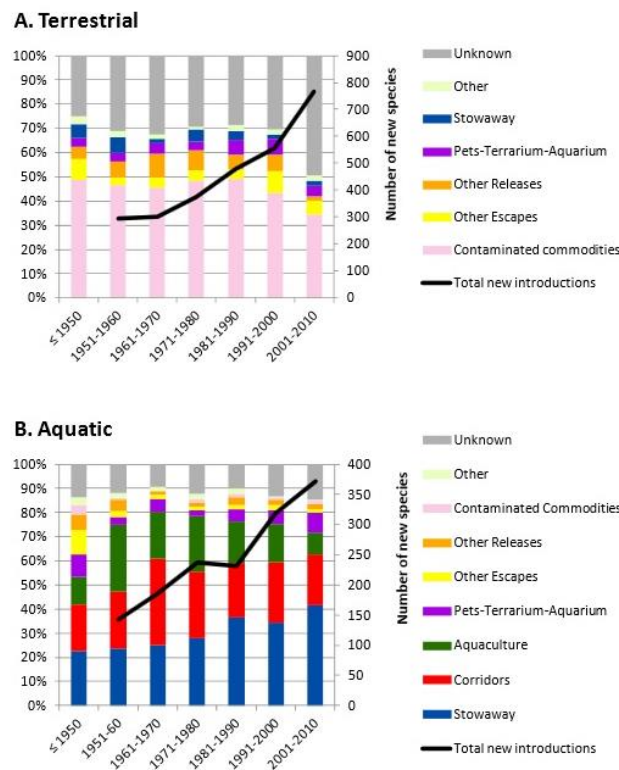 A. Terrestrial
100%
90%
80%
70%
60%
50%
40%
30%
20%
10%
0%
900
800
700
600
500
400
300
200
100
0
Number of new species
≤ 1950
1951-1960
1961-1970
1971-1980
1981-1990
1991-2000
2001-2010
Unknown
Other
Stowaway
Pets-Terrarium-Aquarium
Other Releases
Other Escapes
Contaminated commodities
Total new introductions
B. Aquatic
100%
90%
80%
70%
60%
50%
40%
30%
20%
10%
0%
400
350
300
250
200
150
100
50
0
Number of new species
≤ 1950
1951-60
1961-1970
1971-1980
1981-1990
1991-2000
2001-2010
Unknown
Other
Contaminated Commodities
Other Releases
Other Escapes
Pets-Terrarium-Aquarium
Aquaculture
Corridors
Stowaway
Total new introductions